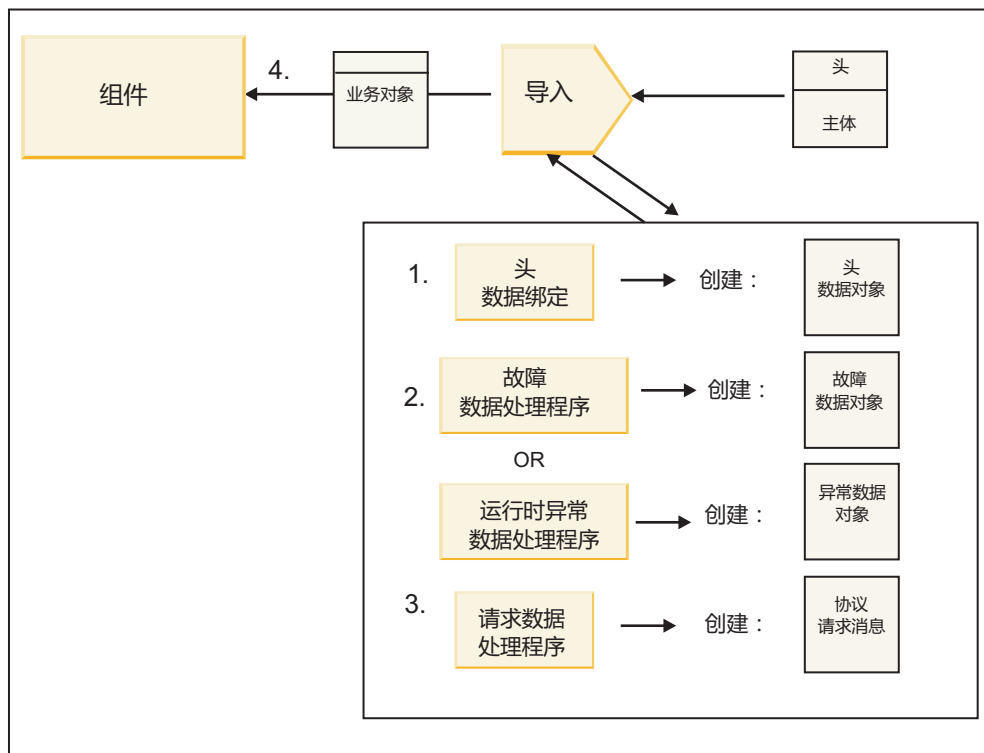 组件
4.
业务对象
导入
头
主体
1.
头
数据绑定
创建：
头
数据对象
2.
故障
数据处理程序
创建：
故障
数据对象
OR
运行时异常
数据处理程序
创建：
异常数据
对象
3.
请求数据
处理程序
创建：
协议
请求消息